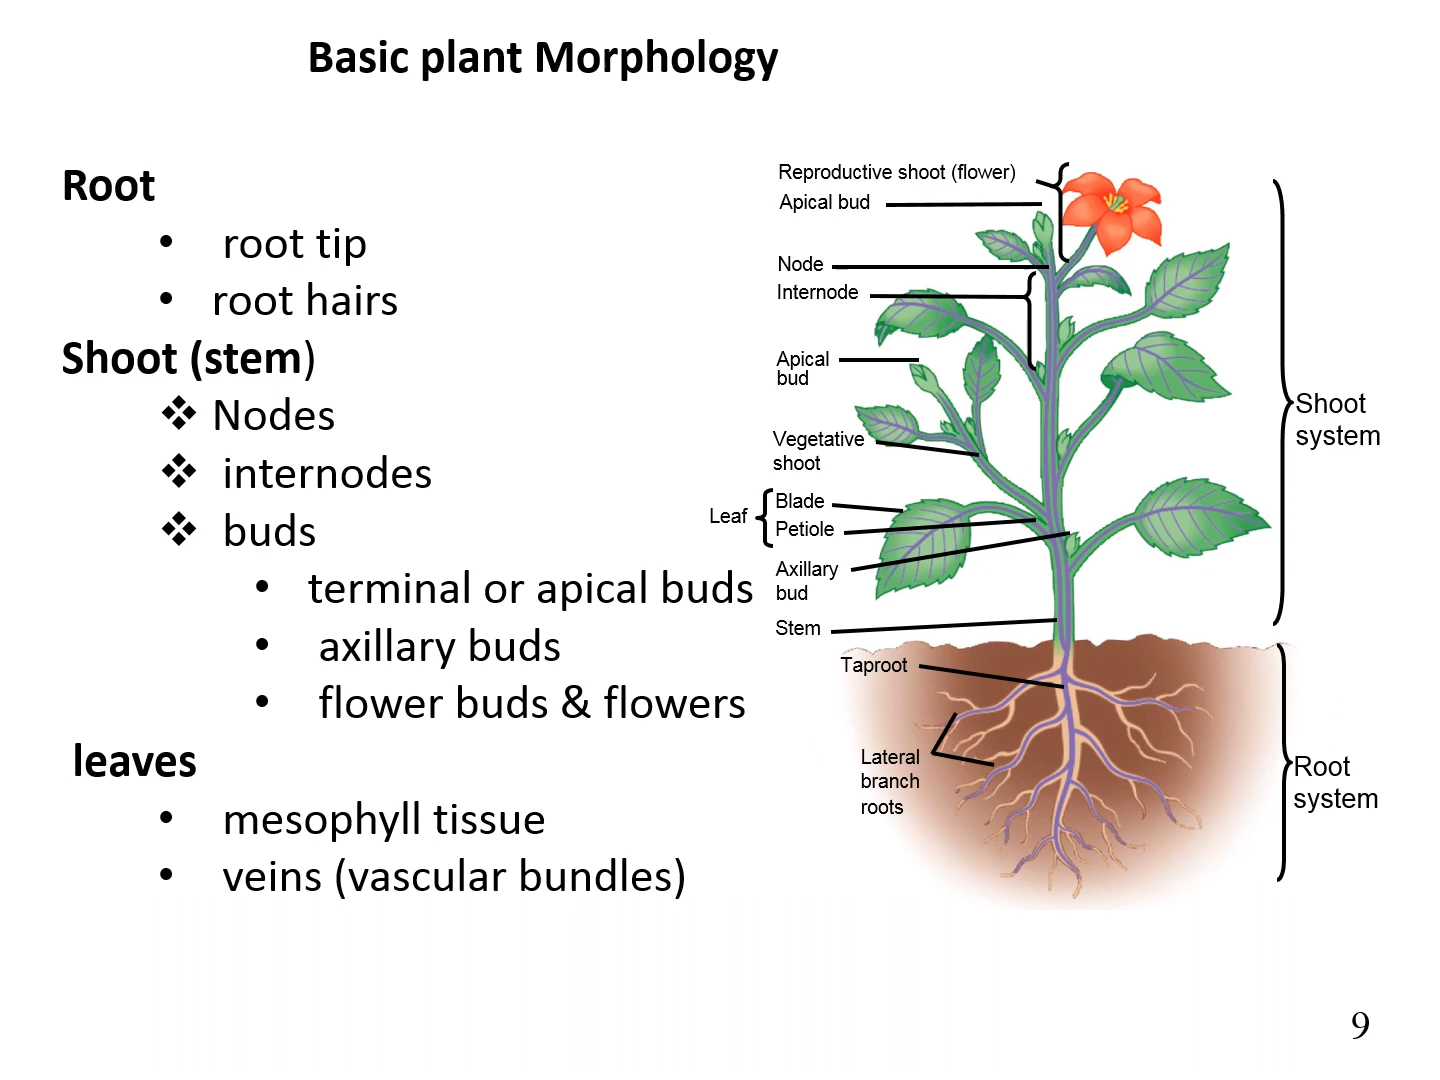 Basic plant Morphology
Root
• root tip
• root hairs
Shoot (stem)
❖ Nodes
❖ internodes
❖ buds
• terminal or apical buds
• axillary buds
• flower buds & flowers
leaves
• mesophyll tissue
• veins (vascular bundles)
Reproductive shoot (flower)
Apical bud
Node
Internode
Apical
bud
Vegetative
shoot
Leaf
Blade
Petiole
Axillary
bud
Stem
Taproot
Lateral
branch
roots
Shoot
system
Root
system
9